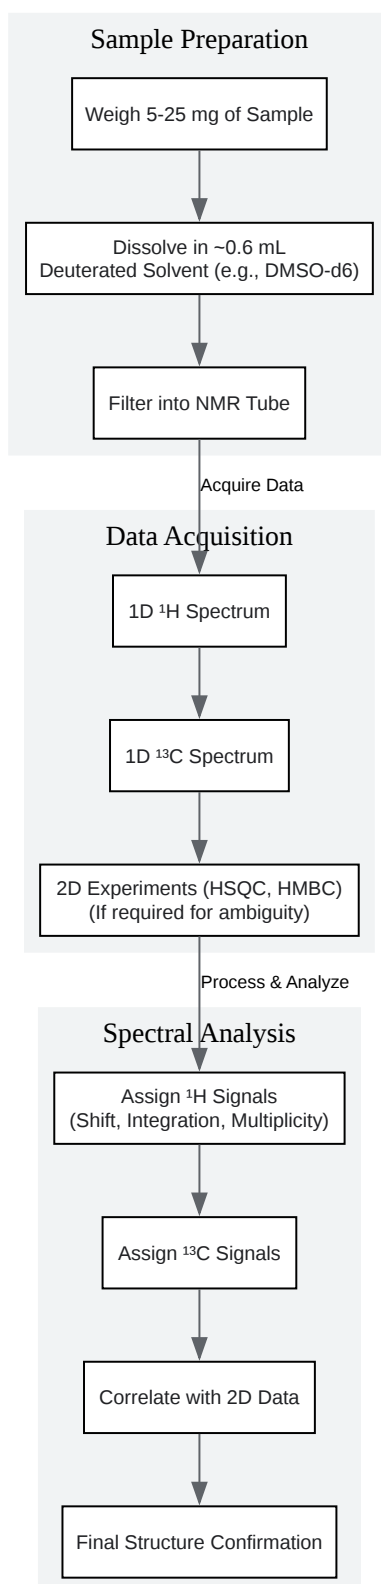 Sample Preparation
Weigh 5-25 mg of Sample
Dissolve in ~0.6 mL
Deuterated Solvent (e.g., DMSO-d6)
Filter into NMR Tube
Acquire Data
Data Acquisition
1D ¹H Spectrum
1D ¹³C Spectrum
2D Experiments (HSQC, HMBC)
(If required for ambiguity)
Process & Analyze
Spectral Analysis
Assign ¹H Signals
(Shift, Integration, Multiplicity)
Assign ¹³C Signals
Correlate with 2D Data
Final Structure Confirmation